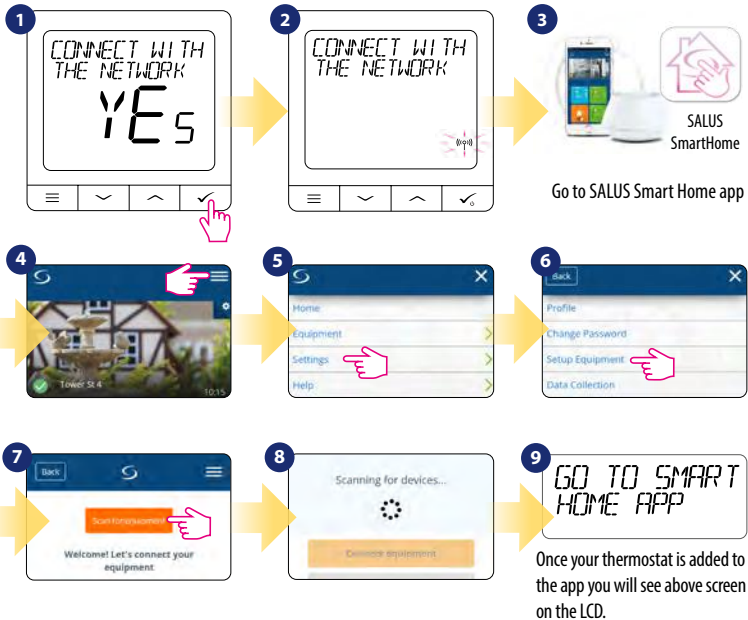 1
CONNECT WITH
THE NETWORK
YES
2
CONNECT WITH
THE NETWORK
3
SALUS
SmartHome
Go to SALUS Smart Home app
4
Tower St 4
10:15
5
Home
Equipment
Settings
Help
6
Back
Profile
Change Password
Setup Equipment
Data Collection
7
Back
Scan for equipment
Welcome! Let's connect your
equipment
8
Scanning for devices...
Connect equipment
9
GO TO SMART
HOME APP
Once your thermostat is added to
the app you will see above screen
on the LCD.